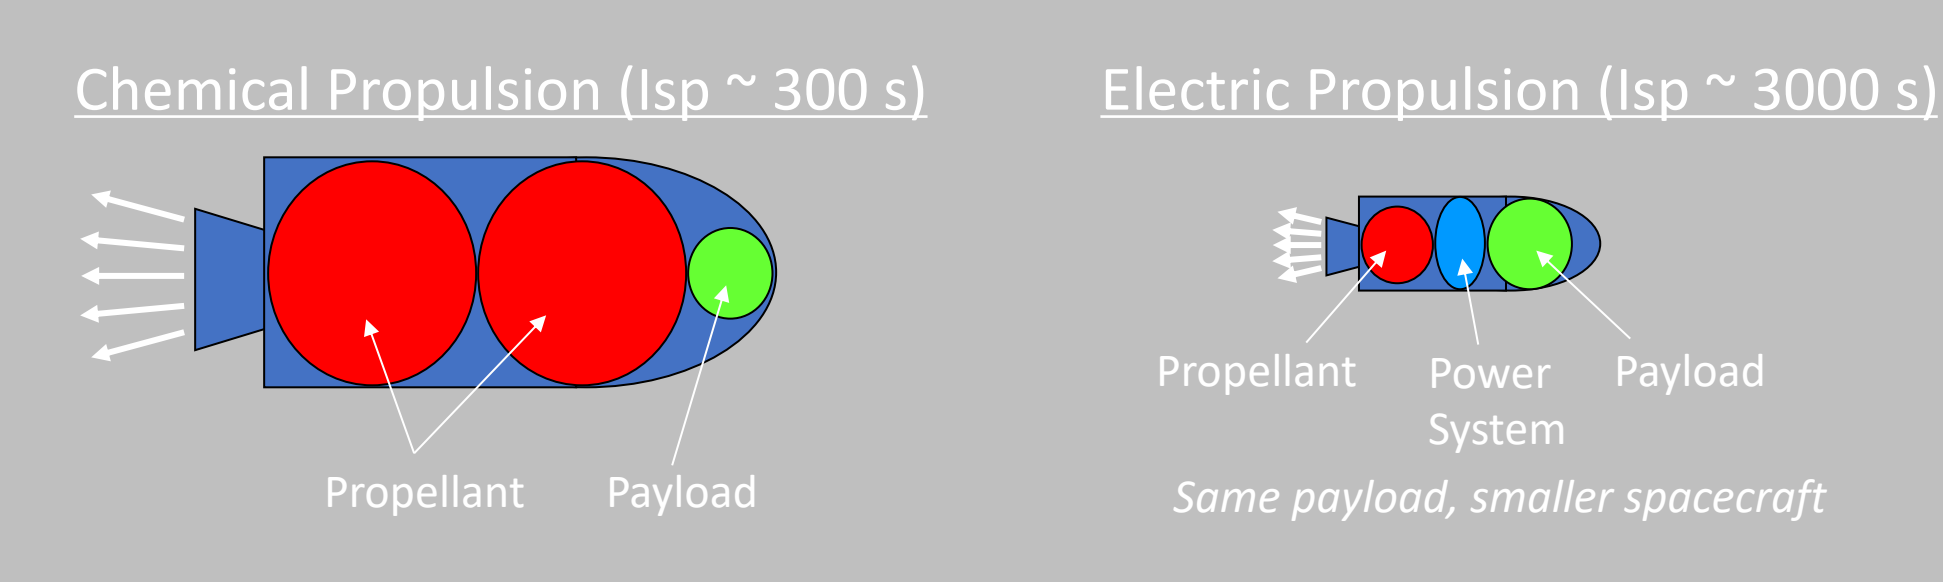 Chemical Propulsion (Isp ~ 300 s)
Propellant
Payload
Electric Propulsion (Isp ~ 3000 s)
Propellant
Power
System
Payload
Same payload, smaller spacecraft